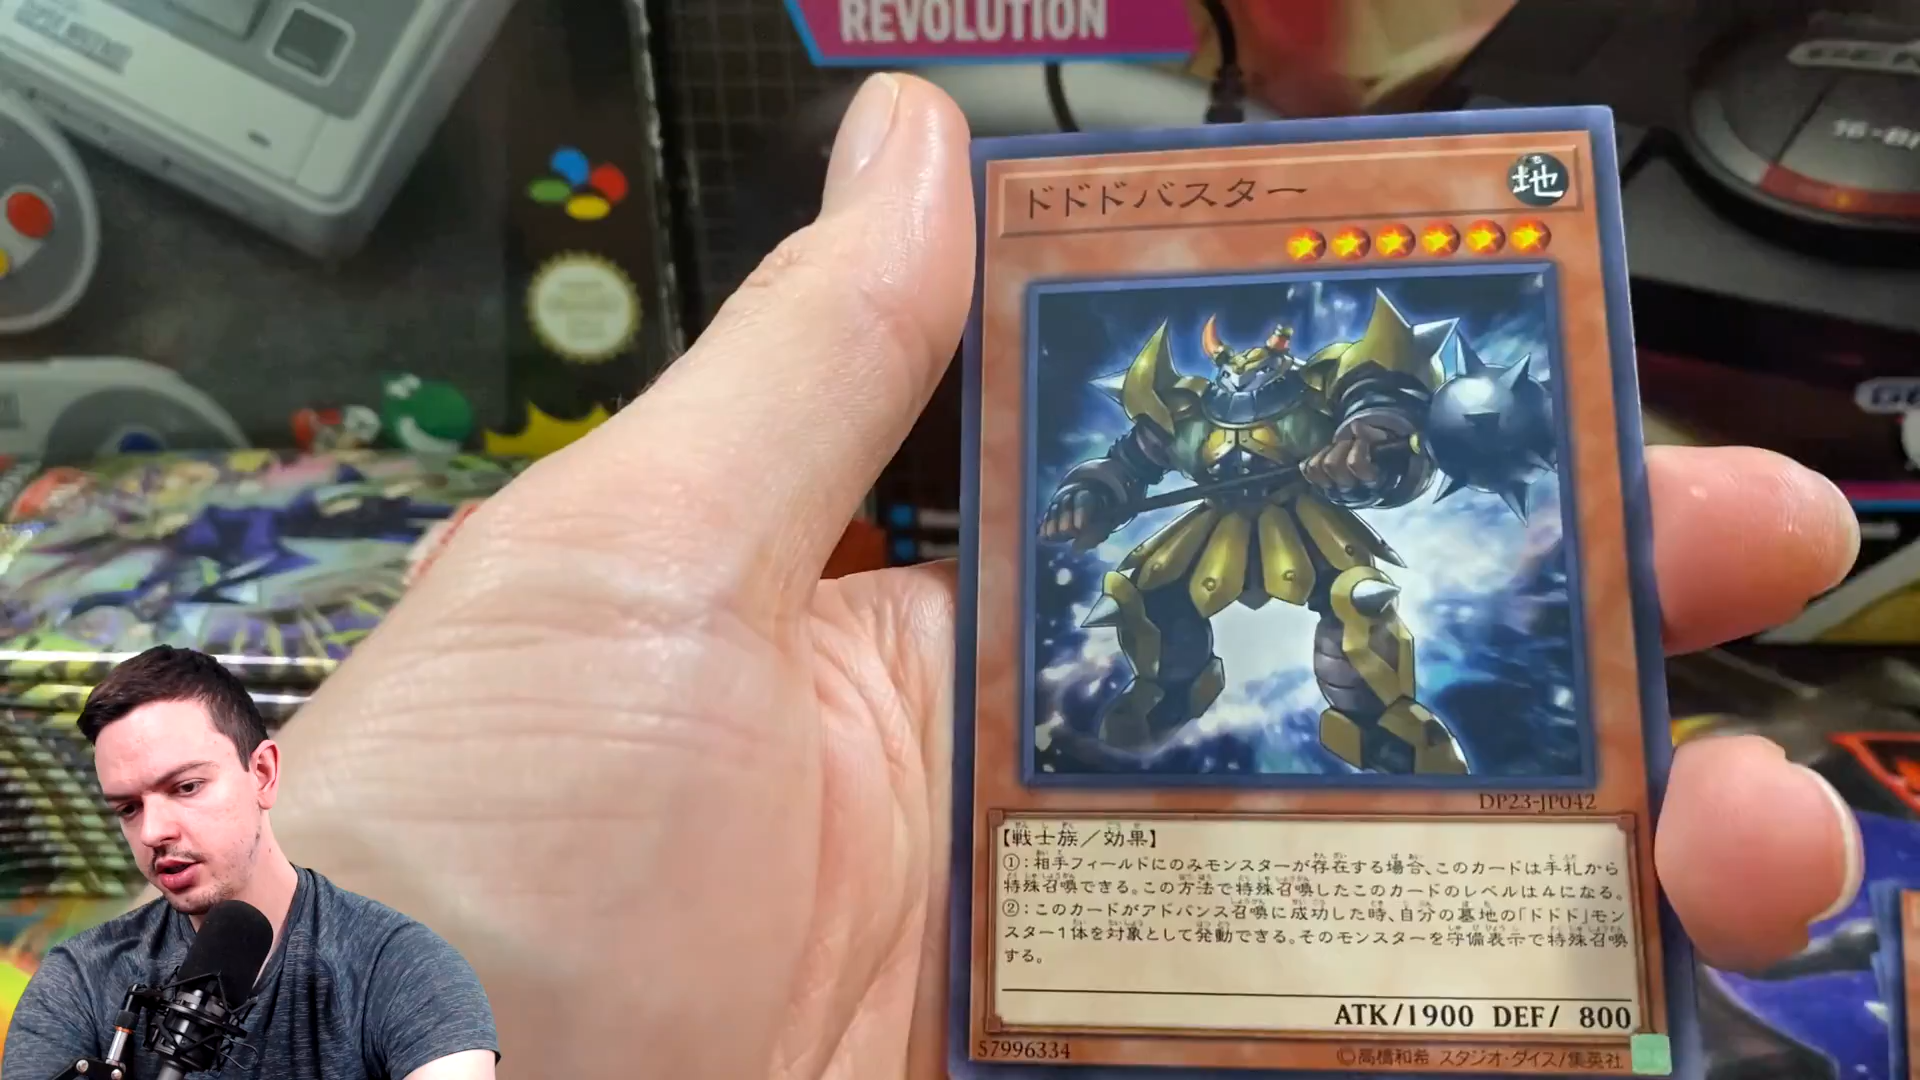 REVOLUTION
16-BI
ドドドバスター
地
DP23-JP042
【戦士族／効果】
①：相手フィールドにのみモンスターが存在する場合、このカードは手札から
特殊召喚できる。この方法で特殊召喚したこのカードのレベルは４になる。
②：このカードがアドバンス召喚に成功した時、自分の墓地の「ドドド」モン
スター1体を対象として発動できる。そのモンスターを守備表示で特殊召喚
する。
ATK/1900 DEF/ 800
57996334
©高橋和希 スタジオ・ダイス/集英社